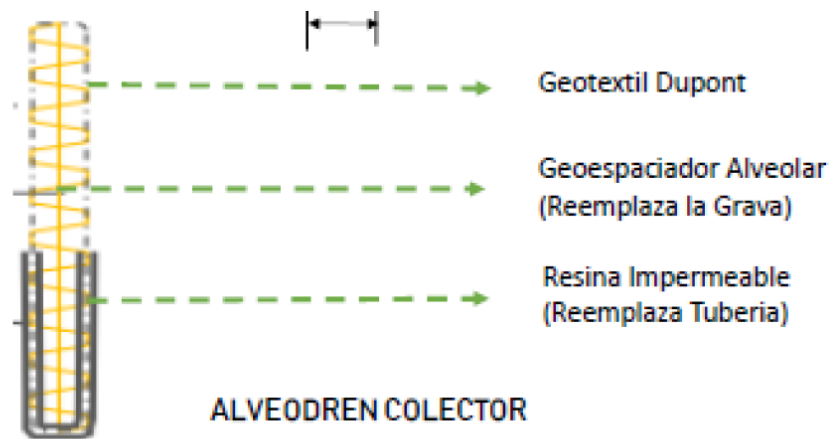 Geotextil Dupont
Geoespaciador Alveolar
(Reemplaza la Grava)
Resina Impermeable
(Reemplaza Tuberia)
ALVEODREN COLECTOR